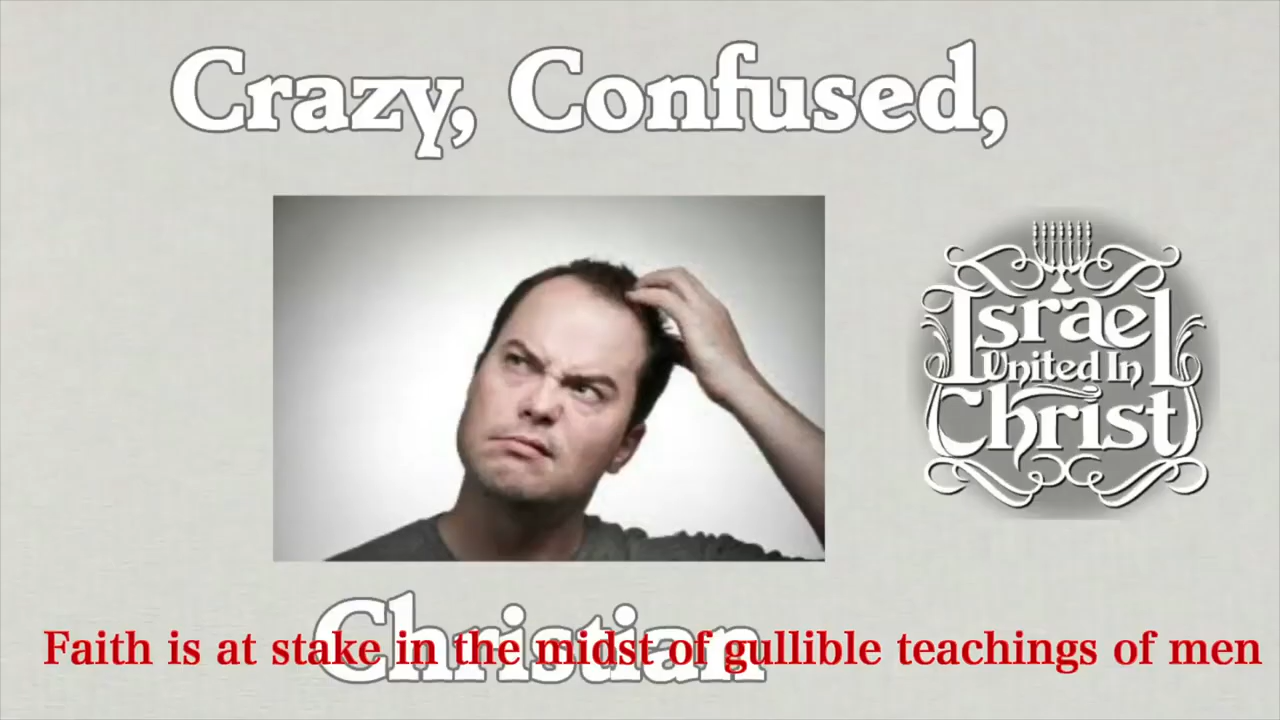 Crazy, Confused,
Israel
United In
Christ
Christian
Faith is at stake in the midst of gullible teachings of men